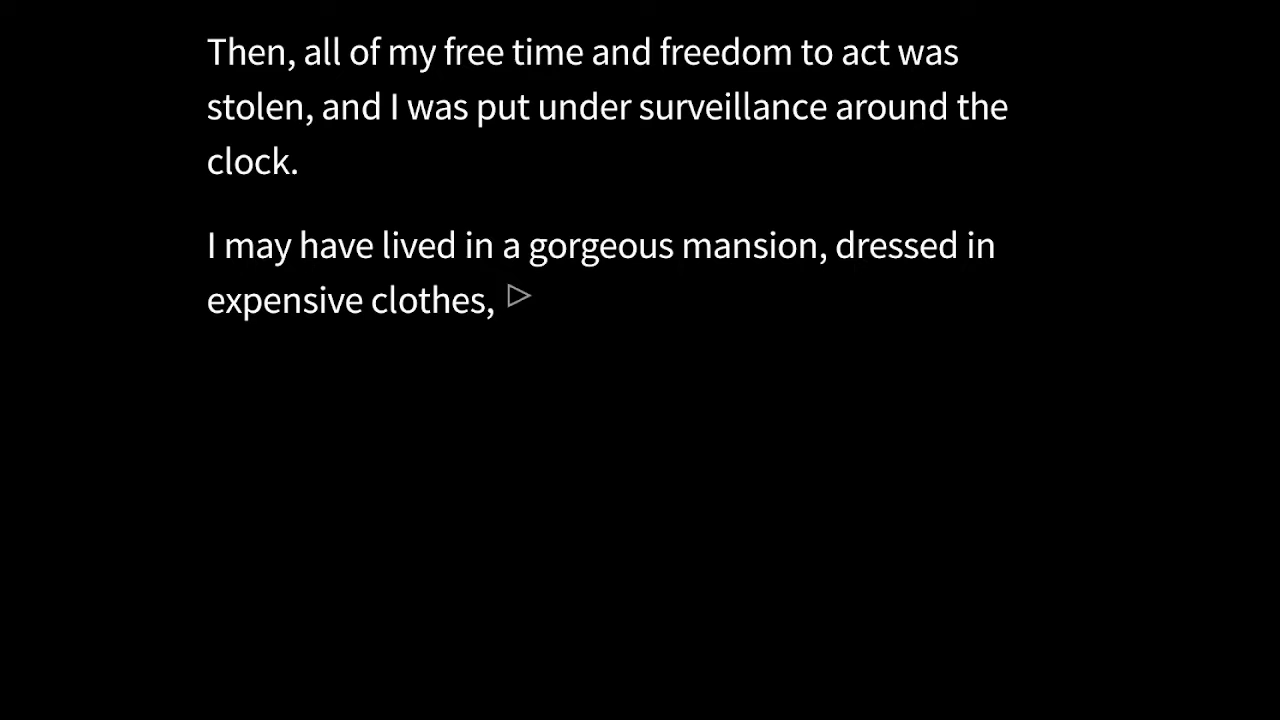 Then, all of my free time and freedom to act was
stolen, and I was put under surveillance around the
clock.
I may have lived in a gorgeous mansion, dressed in
expensive clothes,